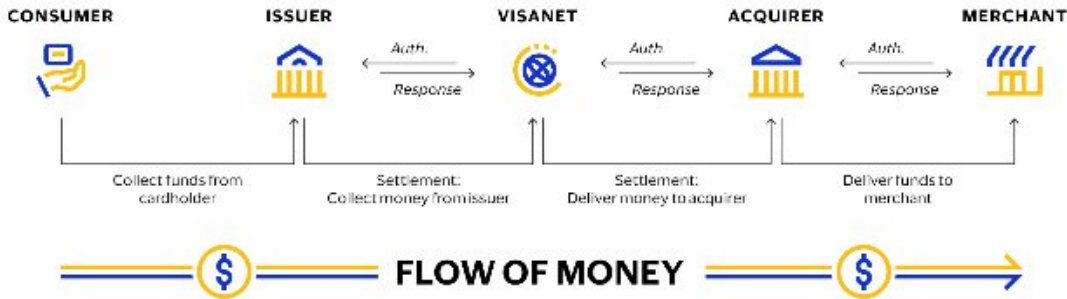 CONSUMER
ISSUER
VISANET
ACQUIRER
MERCHANT
Auth.
Response
Auth.
Response
Auth.
Response
Collect funds from
cardholder
Settlement:
Collect money from issuer
Settlement:
Deliver money to acquirer
Deliver funds to
merchant
$
FLOW OF MONEY
$